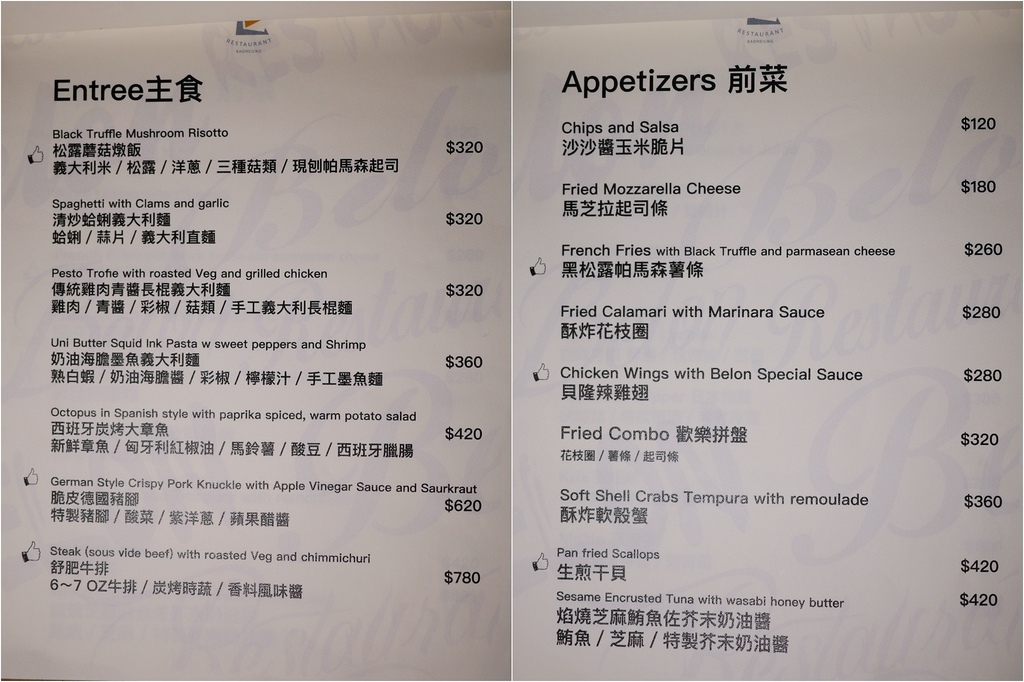 RESTAURANT
KAOHSIUNG
Entree主食
Black Truffle Mushroom Risotto
松露蘑菇燉飯
義大利米 / 松露 / 洋蔥 / 三種菇類 / 現刨帕馬森起司
$320
Spaghetti with Clams and garlic
清炒蛤蜊義大利麵
蛤蜊 / 蒜片 / 義大利直麵
$320
Pesto Trofie with roasted Veg and grilled chicken
傳統雞肉青醬長棍義大利麵
雞肉 / 青醬 / 彩椒 / 菇類 / 手工義大利長棍麵
$320
Uni Butter Squid Ink Pasta w sweet peppers and Shrimp
奶油海膽墨魚義大利麵
熟白蝦 / 奶油海膽醬 / 彩椒 / 檸檬汁 / 手工墨魚麵
$360
Octopus in Spanish style with paprika spiced, warm potato salad
西班牙炭烤大章魚
新鮮章魚 / 匈牙利紅椒油 / 馬鈴薯 / 酸豆 / 西班牙臘腸
$420
German Style Crispy Pork Knuckle with Apple Vinegar Sauce and Saurkraut
脆皮德國豬腳
特製豬腳 / 酸菜 / 紫洋蔥 / 蘋果醋醬
$620
Steak (sous vide beef) with roasted Veg and chimmichuri
舒肥牛排
6～7 OZ牛排 / 炭烤時蔬 / 香料風味醬
$780
RESTAURANT
KAOHSIUNG
Appetizers 前菜
Chips and Salsa
沙沙醬玉米脆片
$120
Fried Mozzarella Cheese
馬芝拉起司條
$180
French Fries with Black Truffle and parmasean cheese
黑松露帕馬森薯條
$260
Fried Calamari with Marinara Sauce
酥炸花枝圈
$280
Chicken Wings with Belon Special Sauce
貝隆辣雞翅
$280
Fried Combo 歡樂拼盤
花枝圈 / 薯條 / 起司條
$320
Soft Shell Crabs Tempura with remoulade
酥炸軟殼蟹
$360
Pan fried Scallops
生煎干貝
$420
Sesame Encrusted Tuna with wasabi honey butter
焰燒芝麻鮪魚佐芥末奶油醬
鮪魚 / 芝麻 / 特製芥末奶油醬
$420